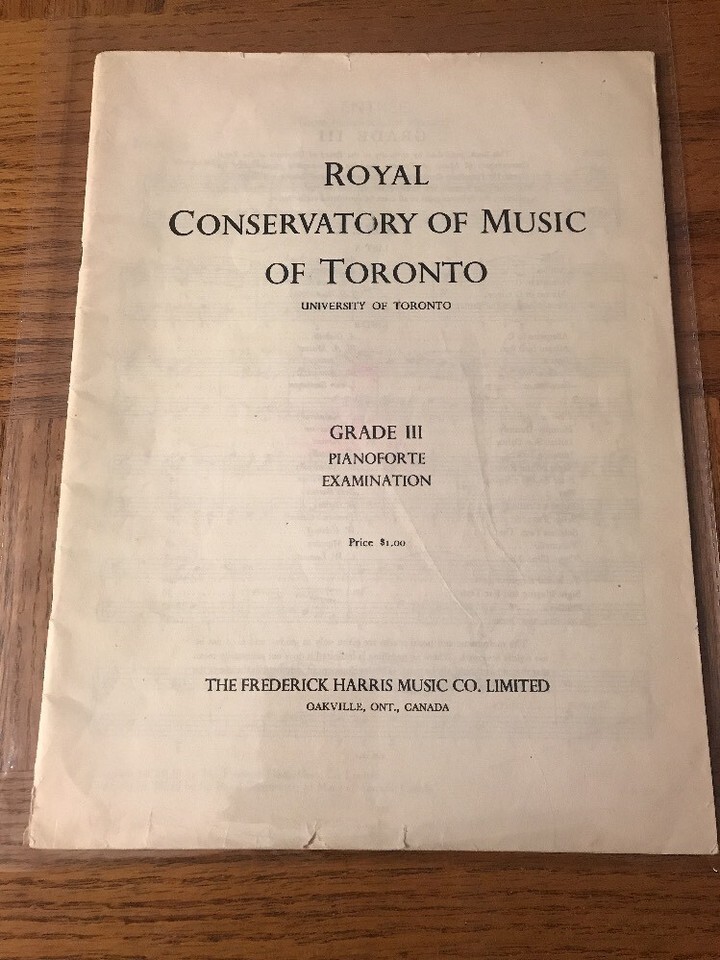 ROYAL
CONSERVATORY OF MUSIC
OF TORONTO
UNIVERSITY OF TORONTO
GRADE III
PIANOFORTE
EXAMINATION
Price $1.00
THE FREDERICK HARRIS MUSIC CO. LIMITED
OAKVILLE, ONT., CANADA